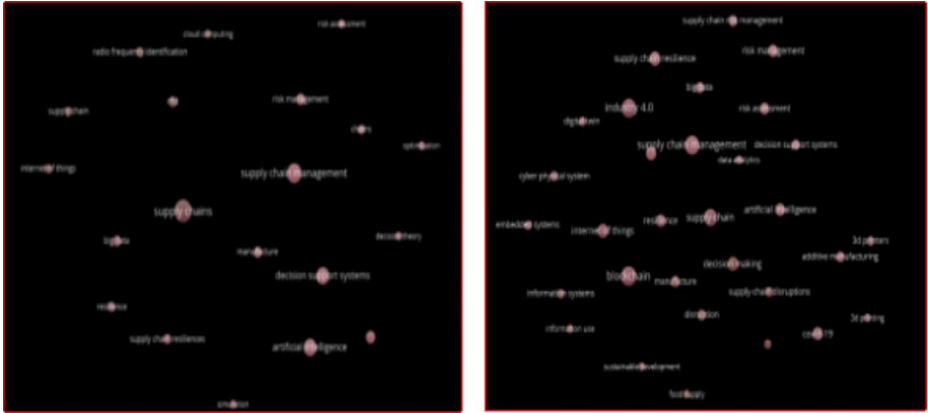 risk assessment
cloud computing
radio frequency identification
risk management
supply chain
chains
optimisation
internet of things
supply chain management
supply chains
decision theory
big data
manufacture
decision support systems
resilience
supply chain resiliences
artificial intelligence
simulation
supply chain risk management
risk management
supply chain resilience
big data
industry 4.0
risk assessment
digital twin
supply chain management
decision support systems
data analytics
cyber physical system
artificial intelligence
resilience
supply chain
embedded systems
internet of things
3d printers
additive manufacturing
decision making
blockchain
manufacture
information systems
supply chain disruptions
disruption
3d printing
information use
covid-19
sustainable development
food supply